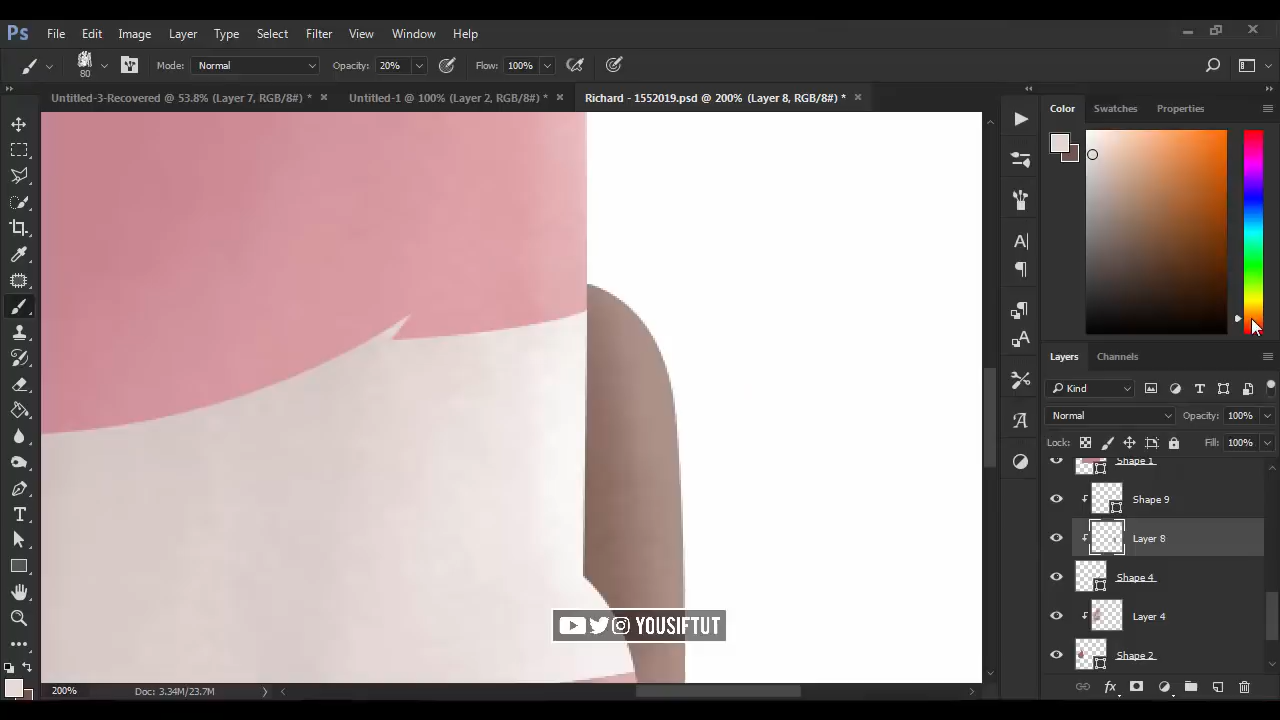 Ps File Edit Image Layer Type Select Filter View Window Help
80 Mode: Normal Opacity: 20% Flow: 100%
Untitled-3-Recovered @ 53.8% (Layer 7, RGB/8#) * × Untitled-1 @ 100% (Layer 2, RGB/8#) * × Richard - 1552019.psd @ 200% (Layer 8, RGB/8#) * ×
Color Swatches Properties
Layers Channels
Kind
Normal Opacity: 100%
Lock: Fill: 100%
Shape 1
Shape 9
Layer 8
Shape 4
Layer 4
Shape 2
YOUSIFTUT
200% Doc: 3.34M/23.7M